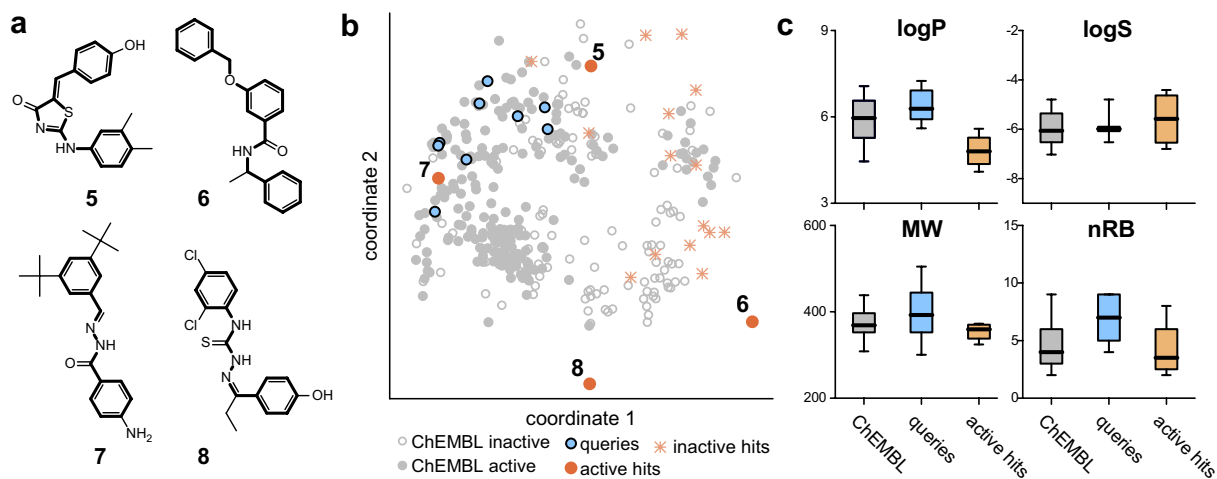 a
OH
O
S
N
HN
5
O
NH
O
6
N
NH
O
NH2
7
Cl
Cl
NH
S
NH
N
OH
8
b
5
7
6
8
coordinate 2
coordinate 1
ChEMBL inactive
queries
inactive hits
ChEMBL active
active hits
c
logP
9
6
3
logS
-2
-4
-6
-8
MW
600
400
200
ChEMBL
queries
active hits
nRB
15
10
5
0
ChEMBL
queries
active hits